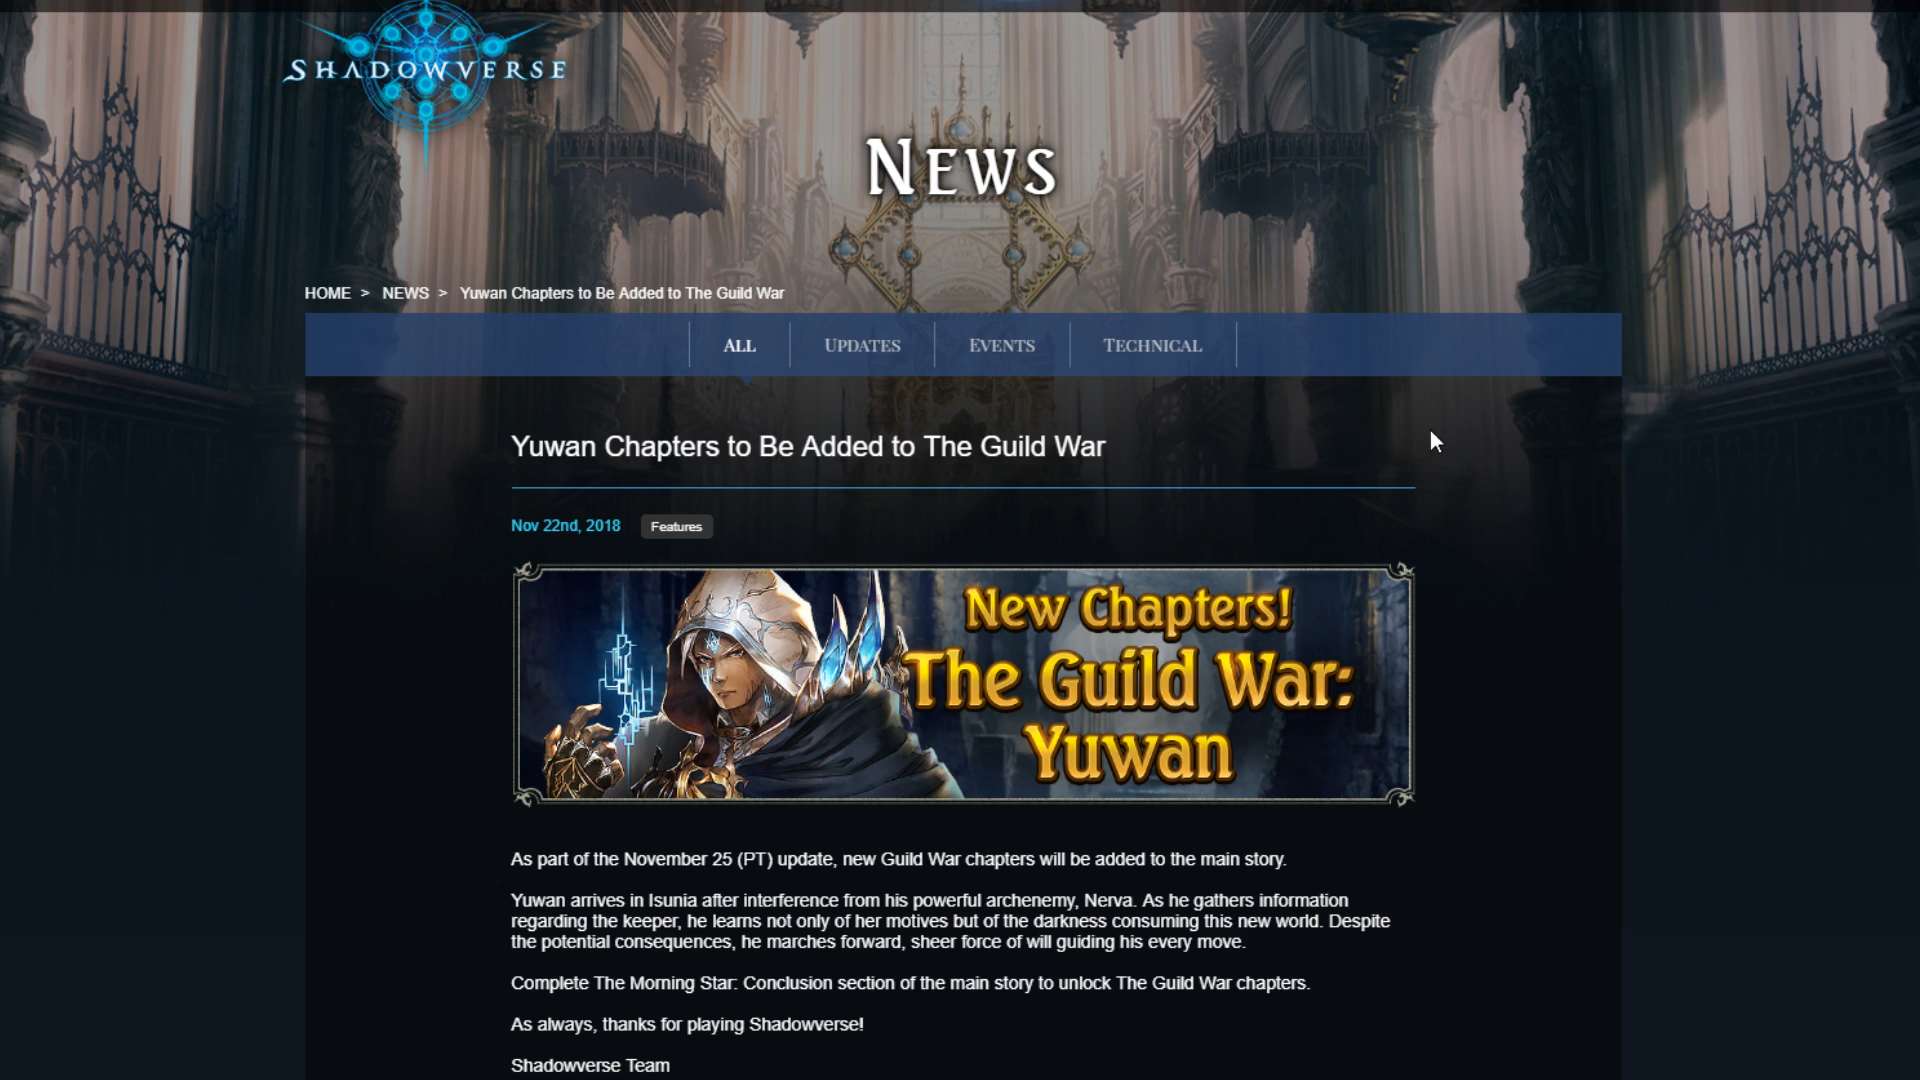 SHADOWVERSE
NEWS
HOME > NEWS > Yuwan Chapters to Be Added to The Guild War
ALL UPDATES EVENTS TECHNICAL
Yuwan Chapters to Be Added to The Guild War
Nov 22nd, 2018 Features
New Chapters!
The Guild War:
Yuwan
As part of the November 25 (PT) update, new Guild War chapters will be added to the main story.
Yuwan arrives in Isunia after interference from his powerful archenemy, Nerva. As he gathers information
regarding the keeper, he learns not only of her motives but of the darkness consuming this new world. Despite
the potential consequences, he marches forward, sheer force of will guiding his every move.
Complete The Morning Star: Conclusion section of the main story to unlock The Guild War chapters.
As always, thanks for playing Shadowverse!
Shadowverse Team